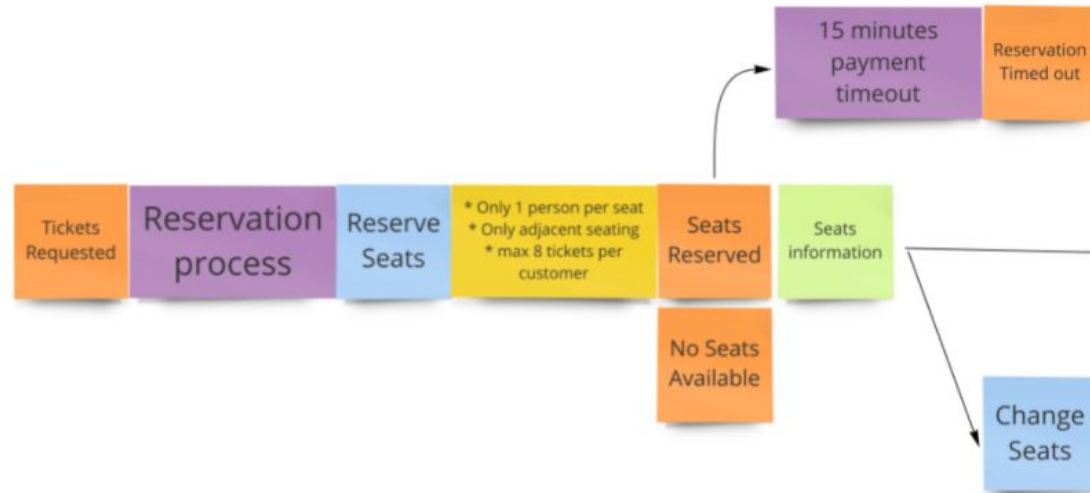 15 minutes
payment
timeout
Reservation
Timed out
Tickets
Requested
Reservation
process
Reserve
Seats
* Only 1 person per seat
* Only adjacent seating
* max 8 tickets per
customer
Seats
Reserved
Seats
information
No Seats
Available
Change
Seats